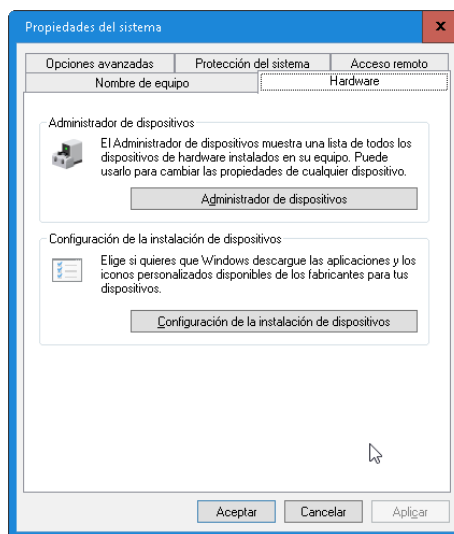 Propiedades del sistema
x
Opciones avanzadas Protección del sistema Acceso remoto
Nombre de equipo Hardware
Administrador de dispositivos
El Administrador de dispositivos muestra una lista de todos los
dispositivos de hardware instalados en su equipo. Puede
usarlo para cambiar las propiedades de cualquier dispositivo.
Administrador de dispositivos
Configuración de la instalación de dispositivos
Elige si quieres que Windows descargue las aplicaciones y los
iconos personalizados disponibles de los fabricantes para tus
dispositivos.
Configuración de la instalación de dispositivos
Aceptar Cancelar Aplicar